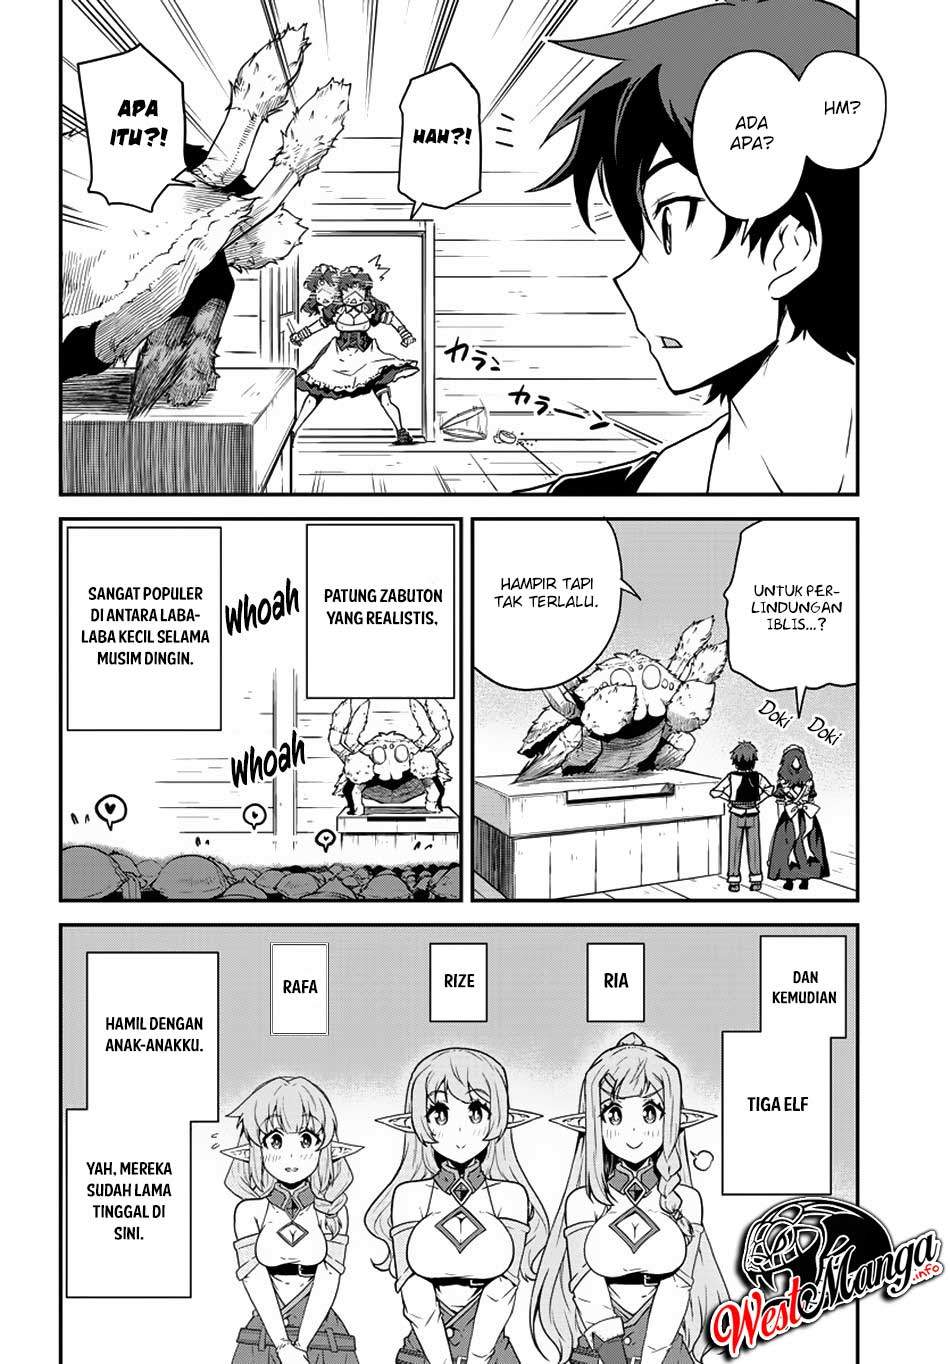 HM?
ADA
APA?
HAH?!
APA
ITU?!
カラン
カラーン
UNTUK PER-
LINDUNGAN
IBLIS...?
HAMPIR TAPI
TAK TERLALU.
Doki
Doki
PATUNG ZABUTON
YANG REALISTIS.
Whoah
SANGAT POPULER
DI ANTARA LABA-
LABA KECIL SELAMA
MUSIM DINGIN.
Whoah
DAN
KEMUDIAN
TIGA ELF
RIA
RIZE
RAFA
HAMIL DENGAN
ANAK-ANAKKU.
YAH, MEREKA
SUDAH LAMA
TINGGAL DI
SINI.
WestManga
.info